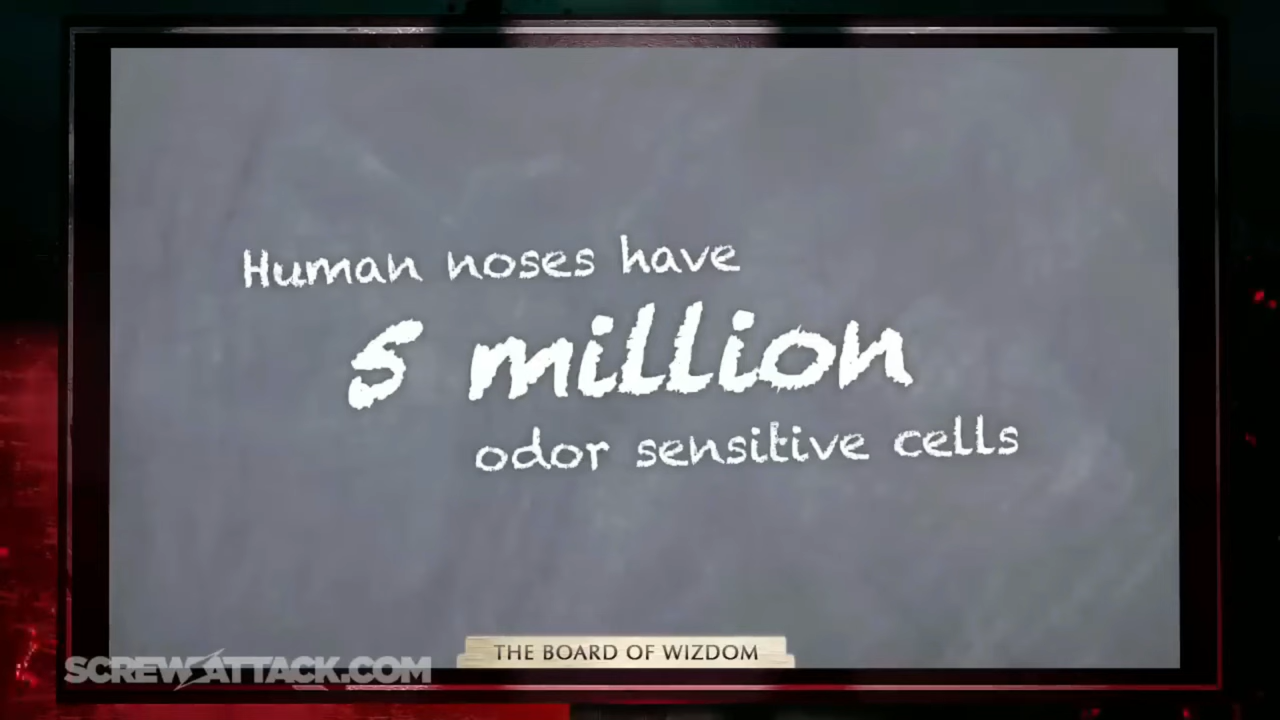 Human noses have
5 million
odor sensitive cells
THE BOARD OF WIZDOM
SCREWATTACK.COM